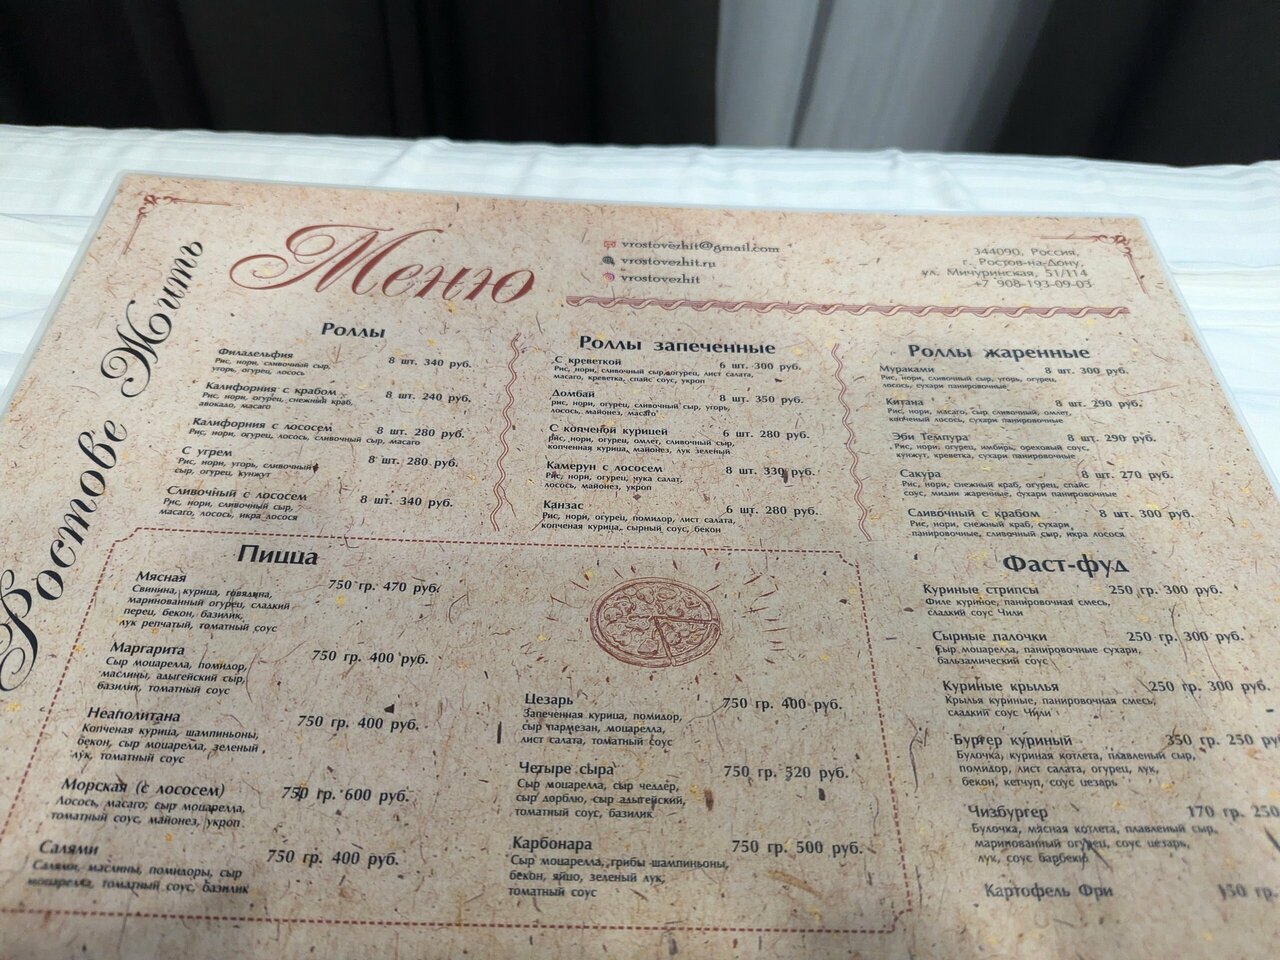 Ростове Жить
Меню
vrostovezhit@gmail.com
vrostovezhit.ru
vrostovezhit
344090, Россия,
г. Ростов-на-Дону,
ул. Мичуринская, 51/114
+7 908-193-09-03
Роллы
Филадельфия 8 шт. 340 руб.
Рис, нори, сливочный сыр,
угорь, огурец, лосось
Калифорния с крабом 8 шт. 240 руб.
Рис, нори, огурец, снежный краб,
авокадо, масаго
Калифорния с лососем 8 шт. 280 руб.
Рис, нори, огурец, лосось, сливочный сыр, масаго
С угрем 8 шт. 280 руб.
Рис, нори, угорь, сливочный
сыр, огурец, кунжут
Сливочный с лососем 8 шт. 340 руб.
Рис, нори, сливочный сыр,
масаго, лосось, икра лосося
Роллы запеченные
С креветкой 6 шт. 300 руб.
Рис, нори, сливочный сыр, огурец, лист салата,
масаго, креветка, спайс соус, укроп
Домбай 8 шт. 350 руб.
рис, нори, огурец, сливочный сыр, угорь,
лосось, майонез, масаго
С копченой курицей 6 шт. 280 руб.
рис, нори, огурец, омлет, сливочный сыр,
копченная курица, майонез, лук зеленый
Камерун с лососем 8 шт. 330 руб.
Рис, нори, огурец, чука салат,
лосось, майонез, укроп
Канзас 6 шт. 280 руб.
Рис, нори, огурец, помидор, лист салата,
копченая курица, сырный соус, бекон
Роллы жаренные
Мураками 8 шт. 300 руб.
Рис, нори, сливочный сыр, угорь, огурец,
лосось, сухари панировочные
Китана 8 шт. 290 руб.
Рис, нори, масаго, сыр сливочный, омлет,
копченый лосось, сухари панировочные
Эби Темпура 8 шт. 290 руб.
Рис, нори, огурец, имбирь, ореховый соус,
кунжут, креветка, сухари панировочные
Сакура 8 шт. 270 руб.
Рис, нори, снежный краб, огурец, спайс
соус, мидии жаренные, сухари панировочные
Сливочный с крабом 8 шт. 300 руб.
Рис, нори, снежный краб, сухари
панировочные, сливочный сыр, икра лосося
Пицца
Мясная 750 гр. 470 руб.
Свинина, курица, говядина,
маринованный огурец, сладкий
перец, бекон, базилик,
лук репчатый, томатный соус
Маргарита 750 гр. 400 руб.
Сыр моцарелла, помидор,
маслины, адыгейский сыр,
базилик, томатный соус
Неаполитана 750 гр. 400 руб.
Копченая курица, шампиньоны,
бекон, сыр моцарелла, зеленый
лук, томатный соус
Морская (с лососем) 750 гр. 600 руб.
Лосось, масаго, сыр моцарелла,
томатный соус, майонез, укроп
Салями 750 гр. 400 руб.
Салями, маслины, помидоры, сыр
моцарелла, томатный соус, базилик
Цезарь 750 гр. 400 руб.
Запеченная курица, помидор,
сыр пармезан, моцарелла,
лист салата, томатный соус
Четыре сыра 750 гр. 520 руб.
Сыр моцарелла, сыр чеддер,
сыр дорблю, сыр адыгейский,
томатный соус, базилик
Карбонара 750 гр. 500 руб.
Сыр моцарелла, грибы шампиньоны,
бекон, яйцо, зеленый лук,
томатный соус
Фаст-фуд
Куриные стрипсы 250 гр. 300 руб.
Филе куриное, панировочная смесь,
сладкий соус Чили
Сырные палочки 250 гр. 300 руб.
Сыр моцарелла, панировочные сухари,
бальзамический соус
Куриные крылья 250 гр. 300 руб.
Крылья куриные, панировочная смесь,
сладкий соус Чили
Бургер куриный 350 гр. 250 ру
Булочка, куриная котлета, плавленый сыр,
помидор, лист салата, огурец, лук,
бекон, кетчуп, соус цезарь
Чизбургер 170 гр. 250
Булочка, мясная котлета, плавленый сыр,
маринованный огурец, соус цезарь,
лук, соус барбекю
Картофель Фри 150 гр.